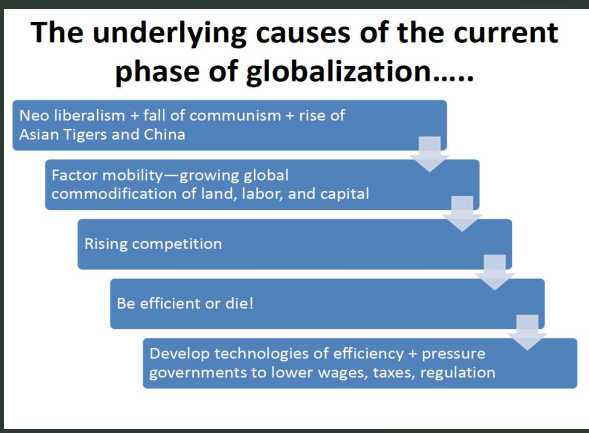 The underlying causes of the current
phase of globalization.....
Neo liberalism + fall of communism + rise of
Asian Tigers and China
Factor mobility—growing global
commodification of land, labor, and capital
Rising competition
Be efficient or die!
Develop technologies of efficiency + pressure
governments to lower wages, taxes, regulation